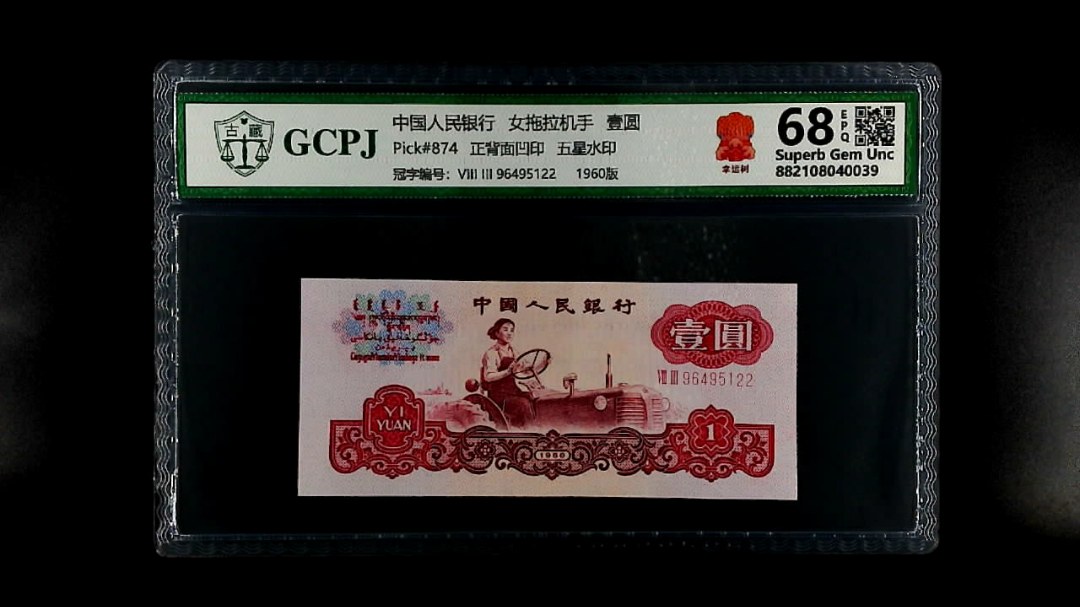 古 藏
GCPJ
中国人民银行 女拖拉机手 壹圆
Pick#874 正背面凹印 五星水印
冠字编号: VIII III 96495122 1960版
幸运树
68 EPQ
Superb Gem Unc
882108040039
中國人民銀行
壹圓
VIII III 96495122
YI
YUAN
1960
1